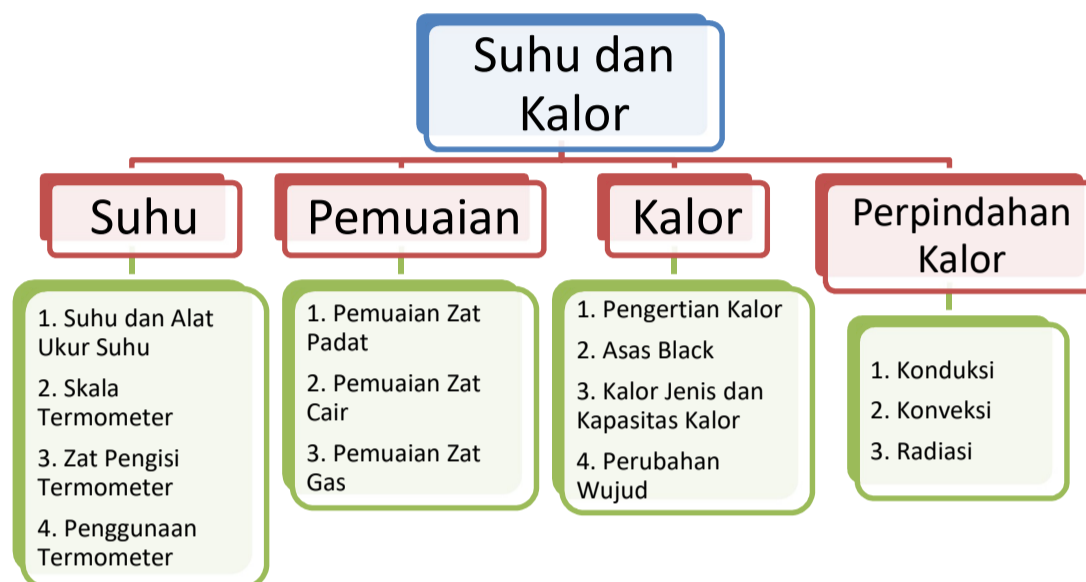 Suhu dan
Kalor
Suhu
Pemuaian
Kalor
Perpindahan
Kalor
1. Suhu dan Alat
Ukur Suhu
2. Skala
Termometer
3. Zat Pengisi
Termometer
4. Penggunaan
Termometer
1. Pemuaian Zat
Padat
2. Pemuaian Zat
Cair
3. Pemuaian Zat
Gas
1. Pengertian Kalor
2. Asas Black
3. Kalor Jenis dan
Kapasitas Kalor
4. Perubahan
Wujud
1. Konduksi
2. Konveksi
3. Radiasi